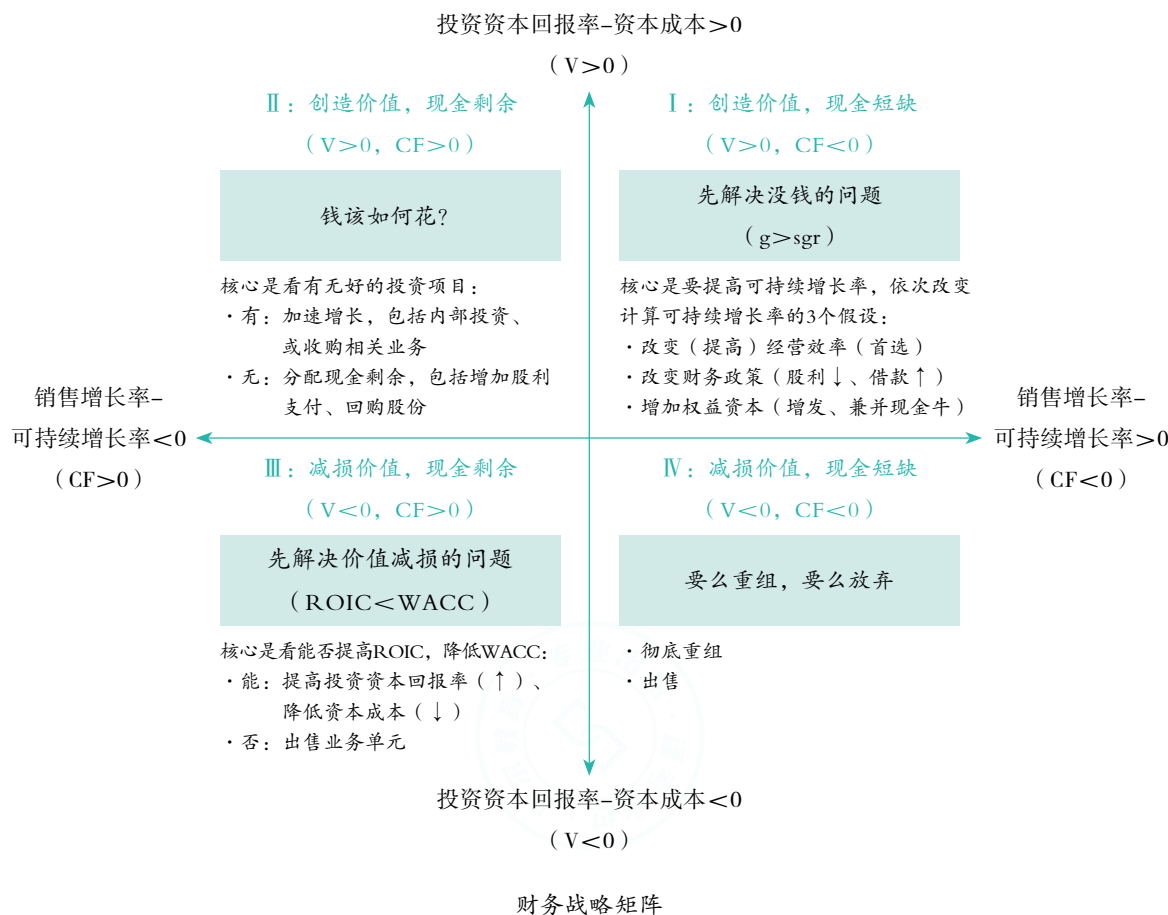 投资资本回报率–资本成本>0
（V>0）
Ⅱ：创造价值，现金剩余
（V>0，CF>0）
钱该如何花？
核心是看有无好的投资项目：
·有：加速增长，包括内部投资、
或收购相关业务
·无：分配现金剩余，包括增加股利
支付、回购股份
Ⅰ：创造价值，现金短缺
（V>0，CF<0）
先解决没钱的问题
（g>sgr）
核心是要提高可持续增长率，依次改变
计算可持续增长率的3个假设：
·改变（提高）经营效率（首选）
·改变财务政策（股利↓、借款↑）
·增加权益资本（增发、兼并现金牛）
销售增长率–
可持续增长率<0
（CF>0）
销售增长率–
可持续增长率>0
（CF<0）
Ⅲ：减损价值，现金剩余
（V<0，CF>0）
先解决价值减损的问题
（ROIC<WACC）
核心是看能否提高ROIC，降低WACC：
·能：提高投资资本回报率（↑）、
降低资本成本（↓）
·否：出售业务单元
Ⅳ：减损价值，现金短缺
（V<0，CF<0）
要么重组，要么放弃
·彻底重组
·出售
投资资本回报率–资本成本<0
（V<0）
财务战略矩阵